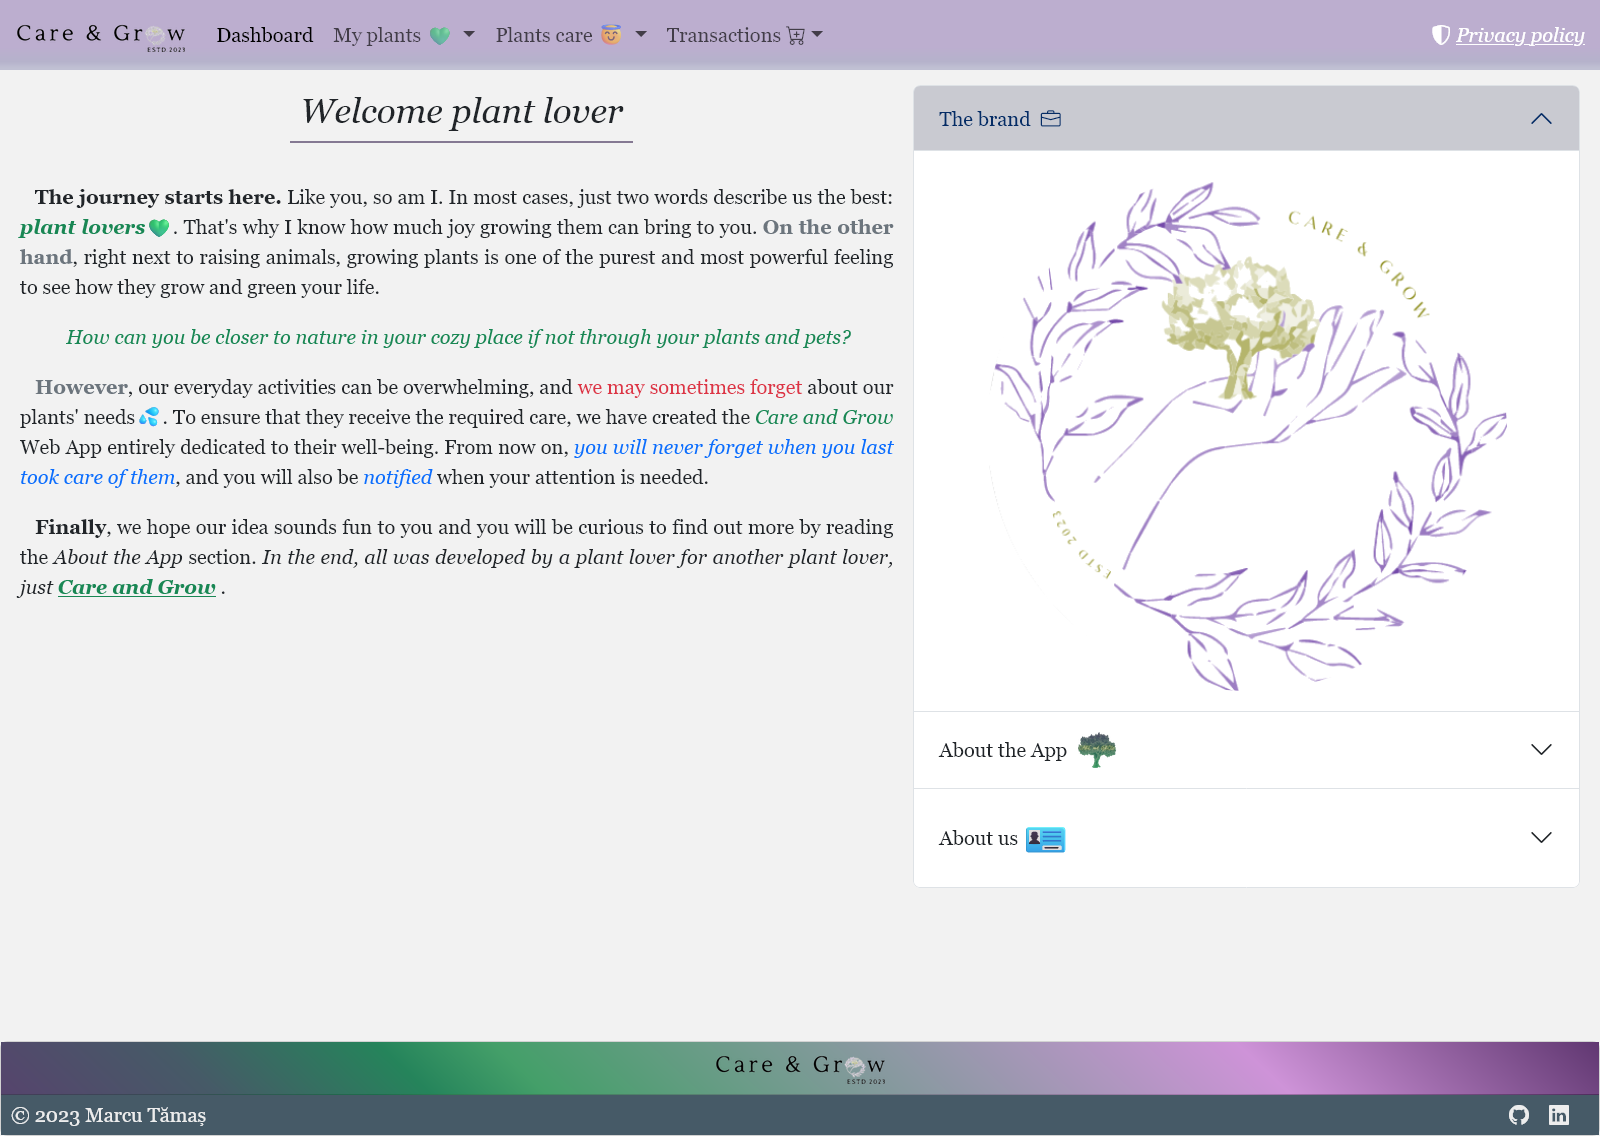 Care & Grow
ESTD 2023
Dashboard
My plants 💚
Plants care 😇
Transactions
Privacy policy
Welcome plant lover
The journey starts here. Like you, so am I. In most cases, just two words describe us the best:
plant lovers💚. That's why I know how much joy growing them can bring to you. On the other
hand, right next to raising animals, growing plants is one of the purest and most powerful feeling
to see how they grow and green your life.
How can you be closer to nature in your cozy place if not through your plants and pets?
However, our everyday activities can be overwhelming, and we may sometimes forget about our
plants' needs💦. To ensure that they receive the required care, we have created the Care and Grow
Web App entirely dedicated to their well-being. From now on, you will never forget when you last
took care of them, and you will also be notified when your attention is needed.
Finally, we hope our idea sounds fun to you and you will be curious to find out more by reading
the About the App section. In the end, all was developed by a plant lover for another plant lover,
just Care and Grow .
The brand
CARE & GROW
ESTD 2023
About the App
About us
Care & Grow
ESTD 2023
© 2023 Marcu Tămaș